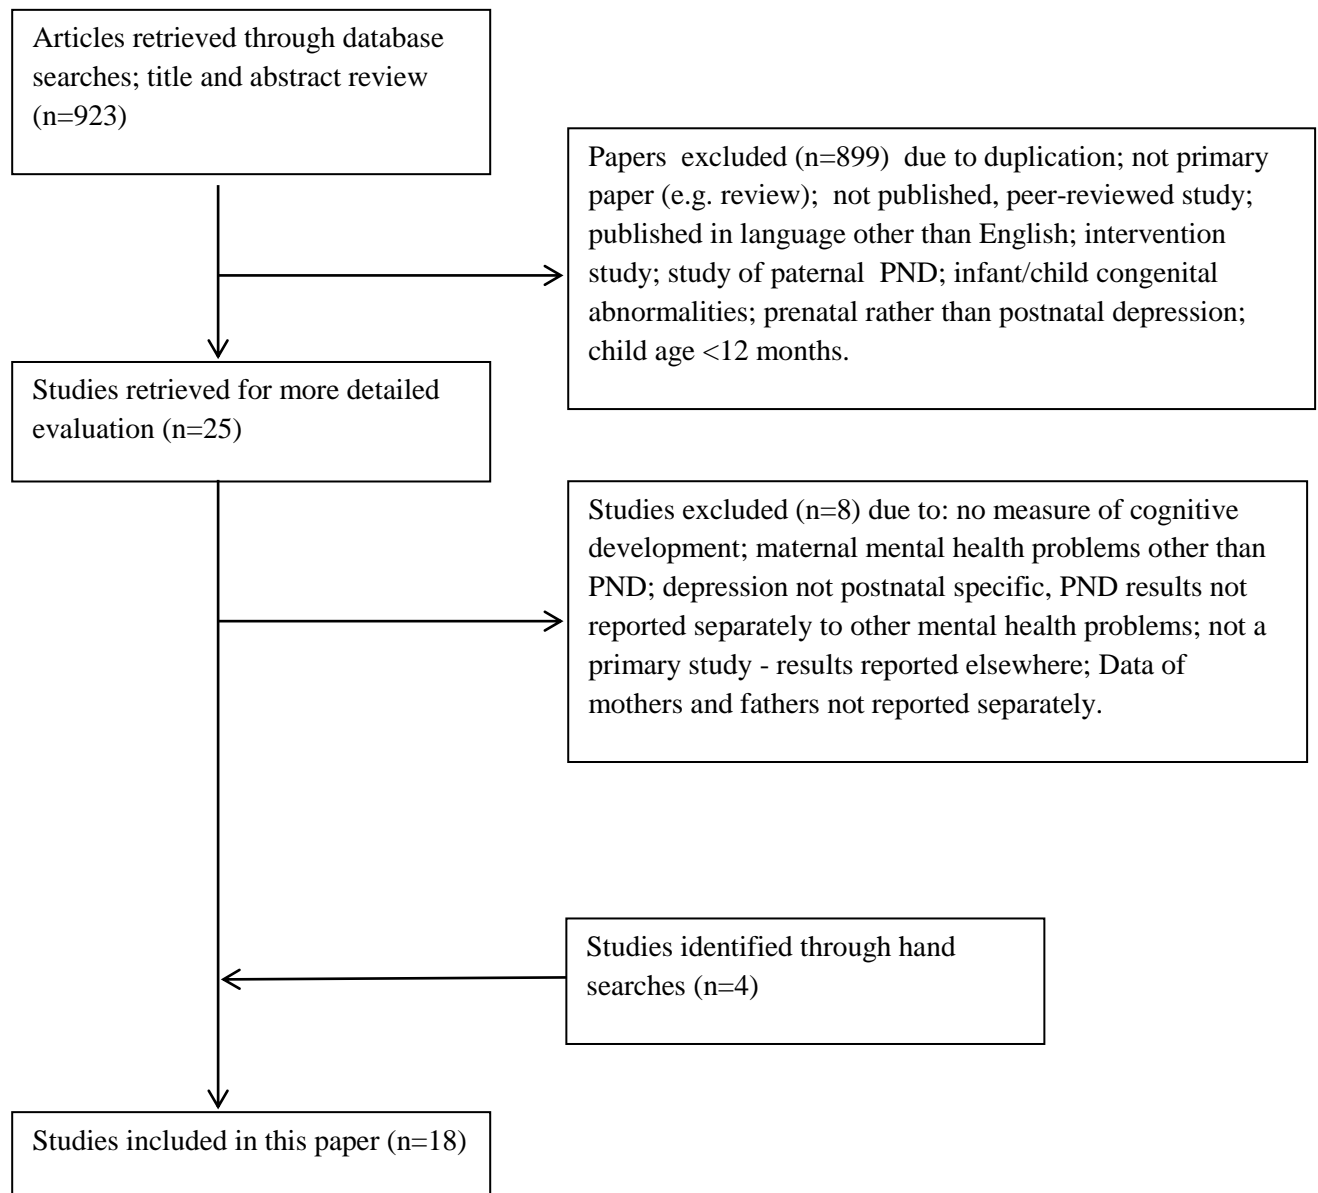 Articles retrieved through database
searches; title and abstract review
(n=923)
Papers excluded (n=899) due to duplication; not primary
paper (e.g. review); not published, peer-reviewed study;
published in language other than English; intervention
study; study of paternal PND; infant/child congenital
abnormalities; prenatal rather than postnatal depression;
child age <12 months.
Studies retrieved for more detailed
evaluation (n=25)
Studies excluded (n=8) due to: no measure of cognitive
development; maternal mental health problems other than
PND; depression not postnatal specific, PND results not
reported separately to other mental health problems; not a
primary study - results reported elsewhere; Data of
mothers and fathers not reported separately.
Studies identified through hand
searches (n=4)
Studies included in this paper (n=18)